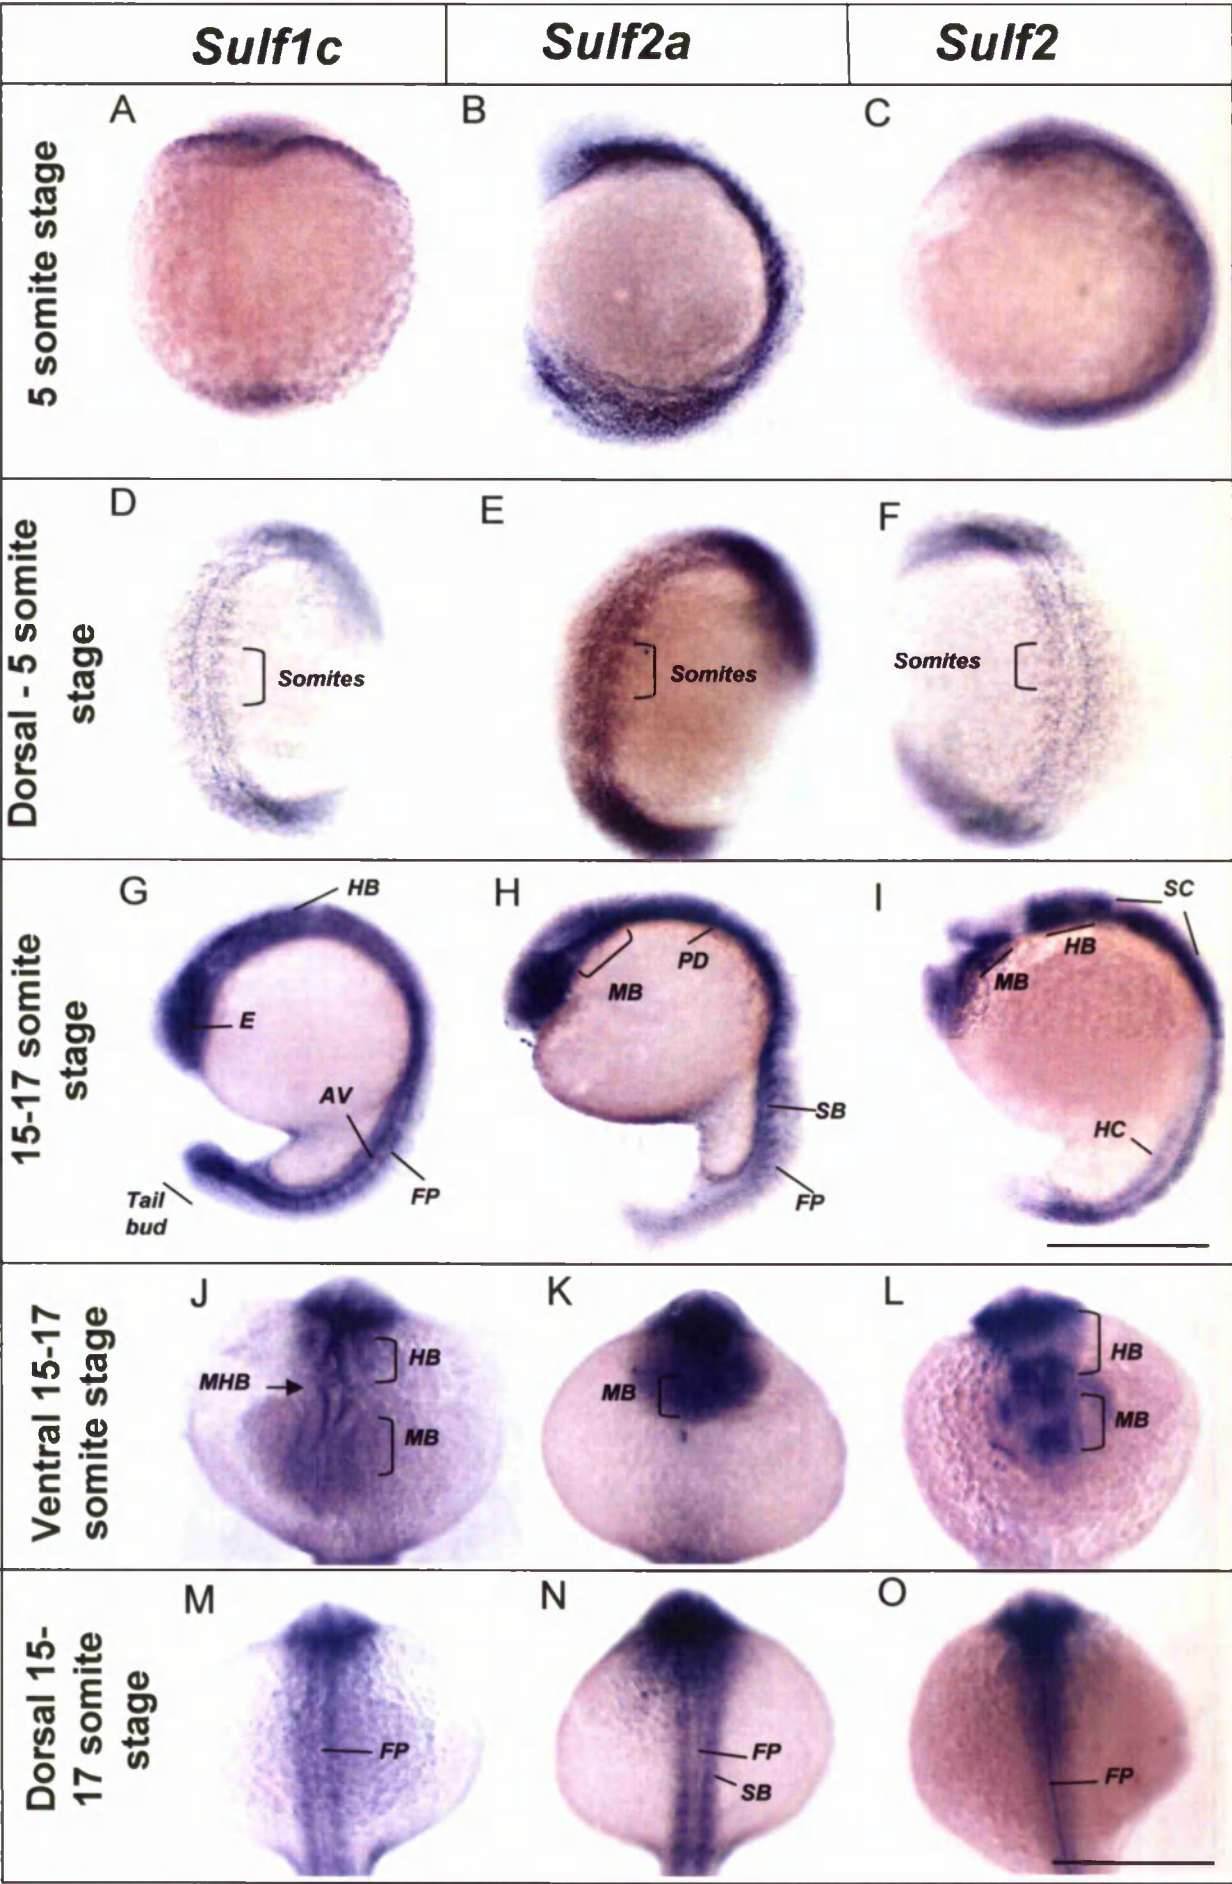 Sulf1c Sulf2a Sulf2
5 somite stage
A B C
Dorsal - 5 somite
stage
D E F
Somites Somites Somites
15-17 somite
stage
G H I
HB
E
AV
FP
Tail
bud
PD
MB
SB
FP
SC
HB
MB
HC
Ventral 15-17
somite stage
J K L
HB
MHB
MB
MB
HB
MB
Dorsal 15-
17 somite
stage
M N O
FP
FP
SB
FP